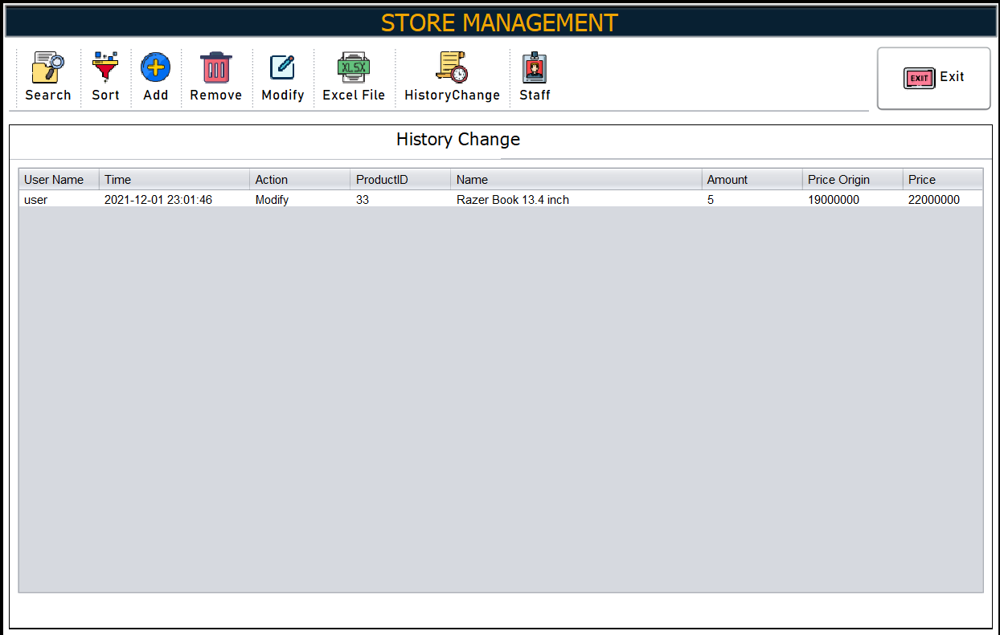 STORE MANAGEMENT
Search Sort Add Remove Modify XLSX Excel File HistoryChange Staff EXIT Exit
History Change
User Name Time Action ProductID Name Amount Price Origin Price
user 2021-12-01 23:01:46 Modify 33 Razer Book 13.4 inch 5 19000000 22000000